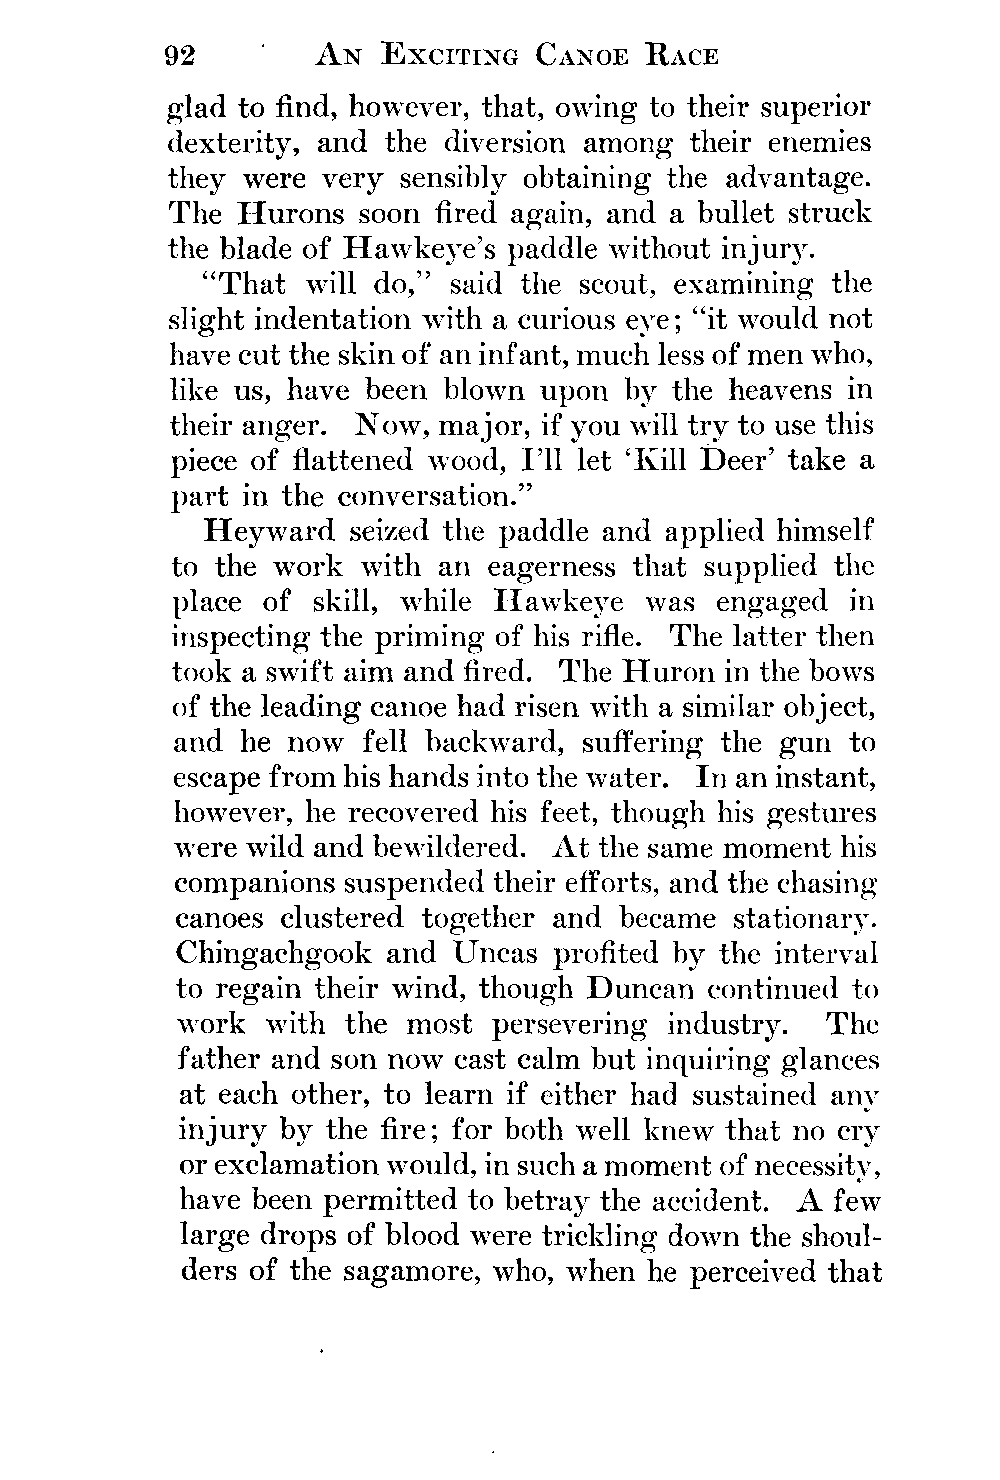 92 AN EXCITING CANOE RACE
glad to find, however, that, owing to their superior
dexterity, and the diversion among their enemies
they were very sensibly obtaining the advantage.
The Hurons soon fired again, and a bullet struck
the blade of Hawkeye's paddle without injury.
"That will do," said the scout, examining the
slight indentation with a curious eye; "it would not
have cut the skin of an infant, much less of men who,
like us, have been blown upon by the heavens in
their anger. Now, major, if you will try to use this
piece of flattened wood, I'll let 'Kill Deer' take a
part in the conversation."
Heyward seized the paddle and applied himself
to the work with an eagerness that supplied the
place of skill, while Hawkeye was engaged in
inspecting the priming of his rifle. The latter then
took a swift aim and fired. The Huron in the bows
of the leading canoe had risen with a similar object,
and he now fell backward, suffering the gun to
escape from his hands into the water. In an instant,
however, he recovered his feet, though his gestures
were wild and bewildered. At the same moment his
companions suspended their efforts, and the chasing
canoes clustered together and became stationary.
Chingachgook and Uncas profited by the interval
to regain their wind, though Duncan continued to
work with the most persevering industry. The
father and son now cast calm but inquiring glances
at each other, to learn if either had sustained any
injury by the fire; for both well knew that no cry
or exclamation would, in such a moment of necessity,
have been permitted to betray the accident. A few
large drops of blood were trickling down the shoul-
ders of the sagamore, who, when he perceived that